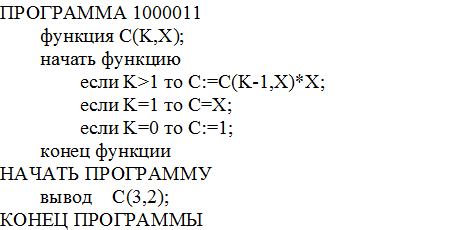 ПРОГРАММА 1000011
функция C(K,X);
начать функцию
если K>1 то C:=C(K-1,X)*X;
если K=1 то C=X;
если K=0 то C:=1;
конец функции
НАЧАТЬ ПРОГРАММУ
вывод C(3,2);
КОНЕЦ ПРОГРАММЫ